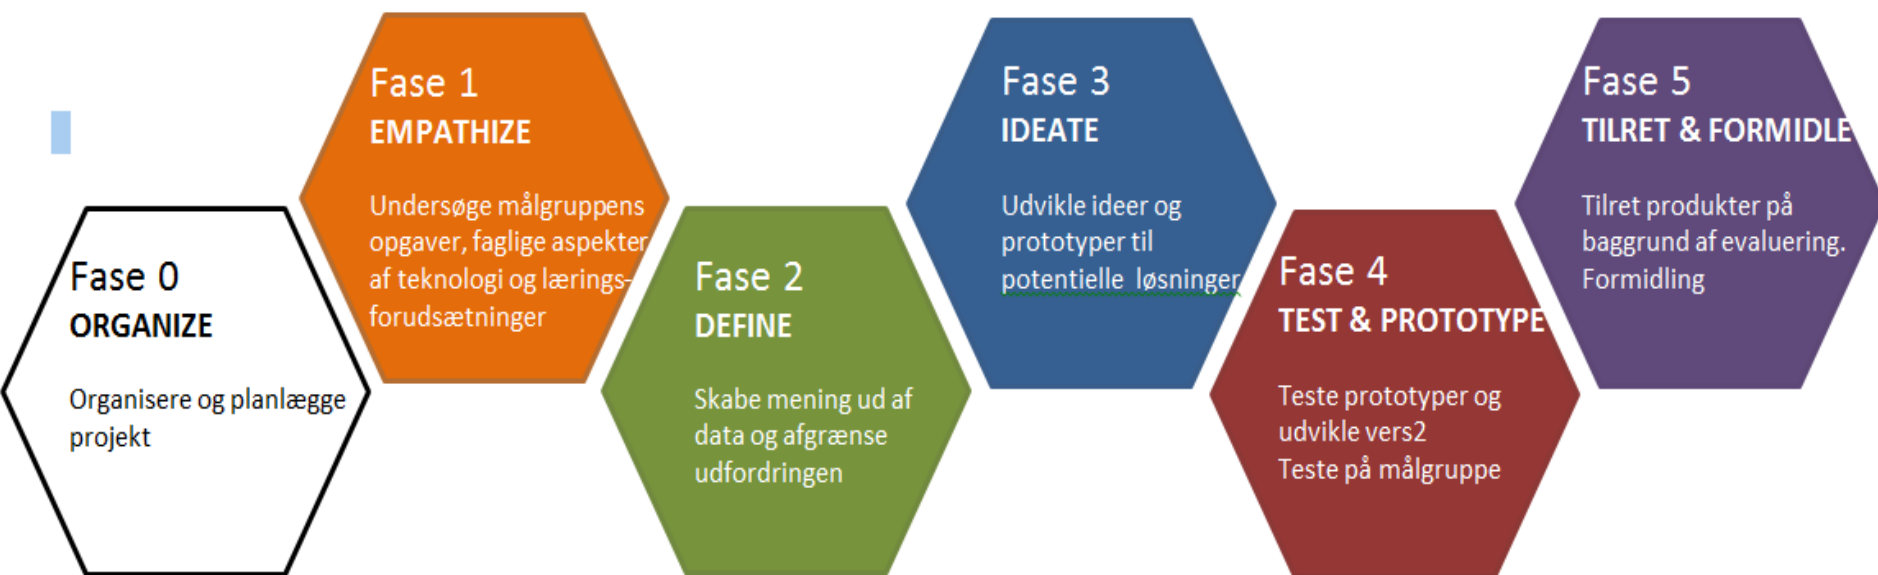 Fase 0
ORGANIZE
Organisere og planlægge
projekt
Fase 1
EMPATHIZE
Undersøge målgruppens
opgaver, faglige aspekter
af teknologi og lærings-
forudsætninger
Fase 2
DEFINE
Skabe mening ud af
data og afgrænse
udfordringen
Fase 3
IDEATE
Udvikle ideer og
prototyper til
potentielle løsninger
Fase 4
TEST & PROTOTYPE
Teste prototyper og
udvikle vers2
Teste på målgruppe
Fase 5
TILRET & FORMIDLE
Tilret produkter på
baggrund af evaluering.
Formidling